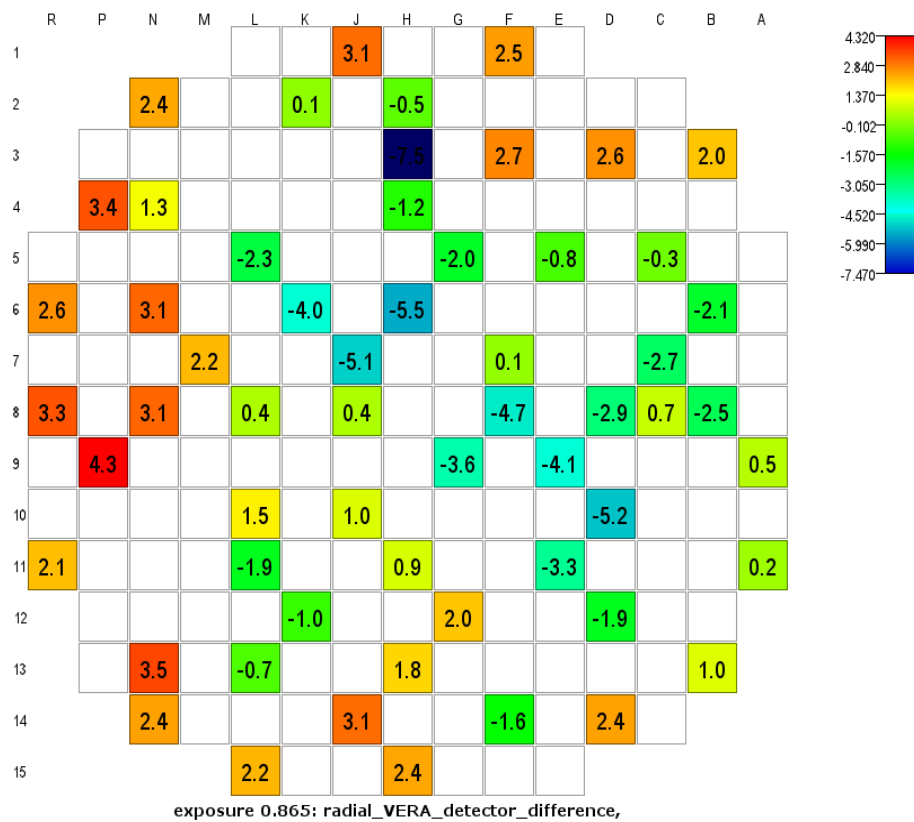 R P N M L K J H G F E D C B A
1 3.1 2.5
2 2.4 0.1 -0.5
3 -7.5 2.7 2.6 2.0
4 3.4 1.3 -1.2
5 -2.3 -2.0 -0.8 -0.3
6 2.6 3.1 -4.0 -5.5 -2.1
7 2.2 -5.1 0.1 -2.7
8 3.3 3.1 0.4 0.4 -4.7 -2.9 0.7 -2.5
9 4.3 -3.6 -4.1 0.5
10 1.5 1.0 -5.2
11 2.1 -1.9 0.9 -3.3 0.2
12 -1.0 2.0 -1.9
13 3.5 -0.7 1.8 1.0
14 2.4 3.1 -1.6 2.4
15 2.2 2.4
4.320
2.840
1.370
-0.102
-1.570
-3.050
-4.520
-5.990
-7.470
exposure 0.865: radial_VERA_detector_difference,